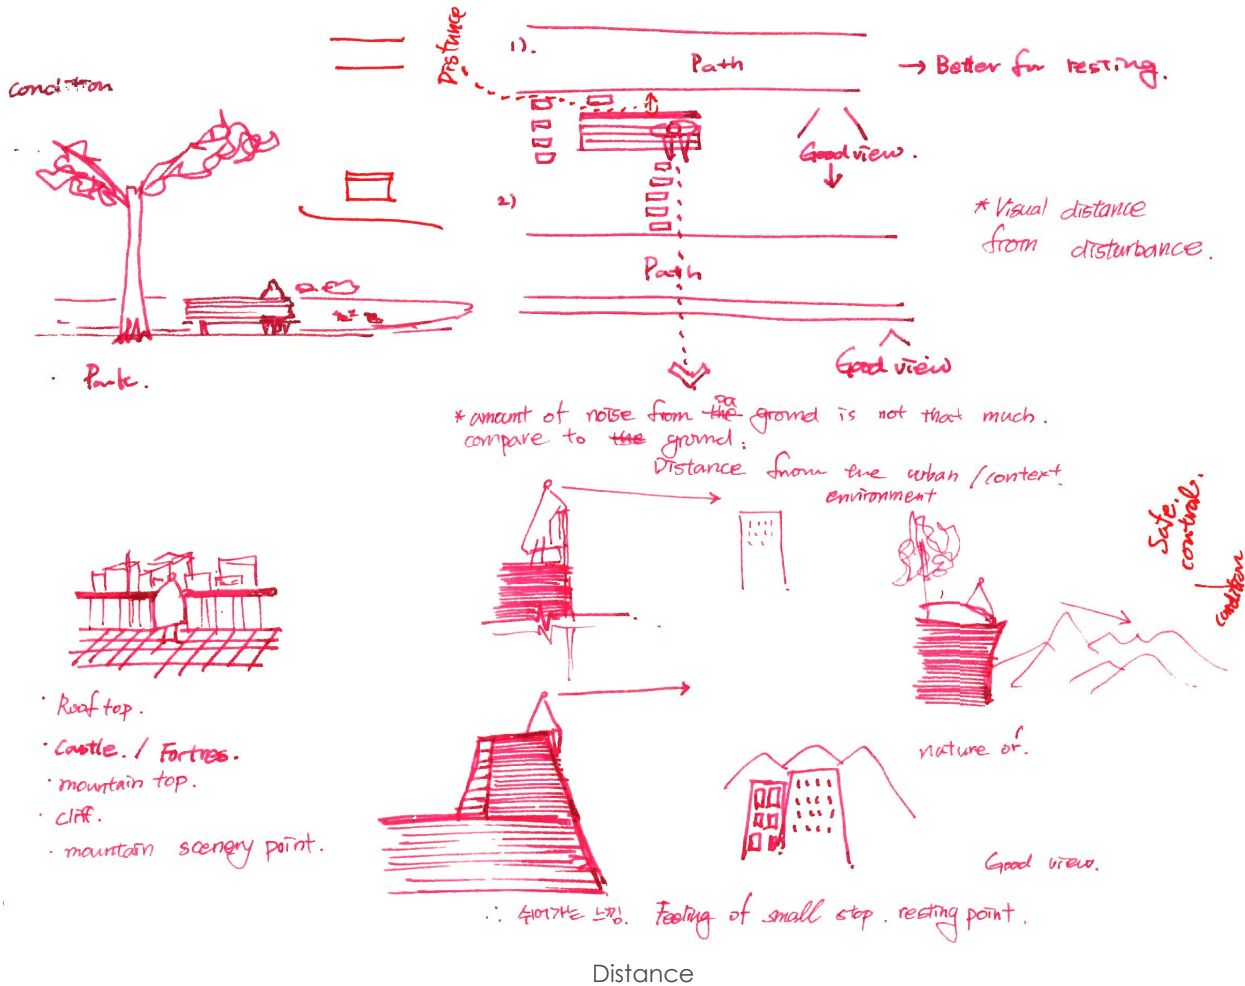 condition
Distance
1).
Path
→ Better for resting.
Good view.
2)
* Visual distance
from disturbance.
Path
Good view
· Park.
* amount of noise from the ground is not that much.
compare to the ground.
Distance from the urban / context
environment
Safe.
control.
condition
· Roof top.
· Castle. / Fortres.
· mountain top.
· cliff.
· mountain scenery point.
nature or.
Good view.
∴ 쉬어가는 느낌. Feeling of small stop. resting point.
Distance